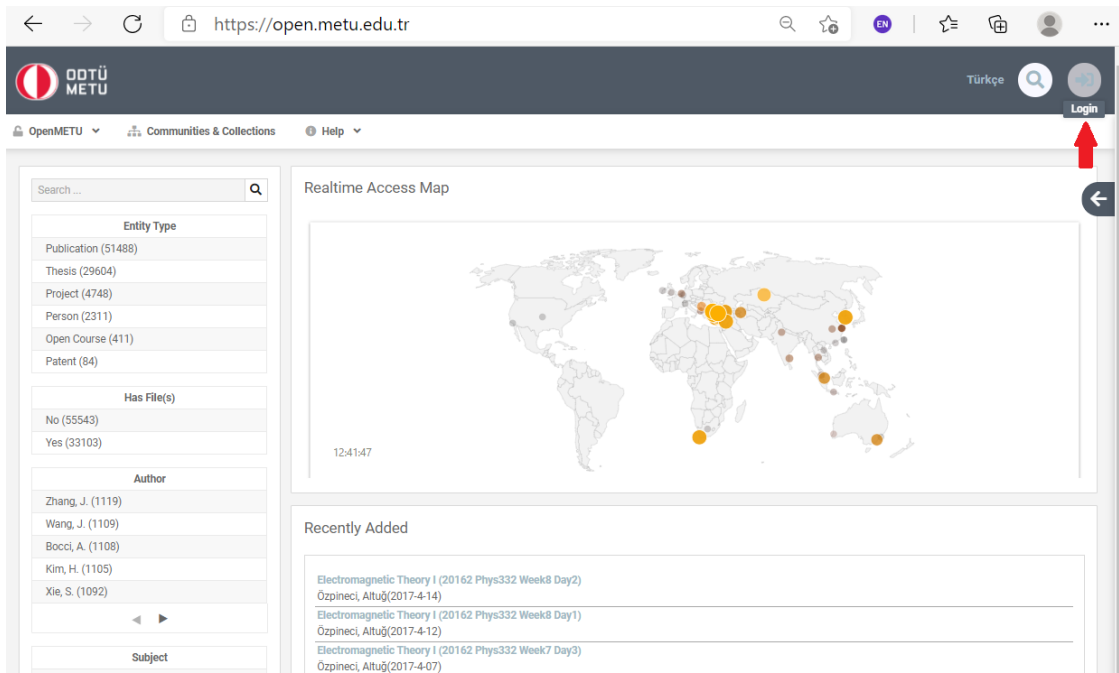 https://open.metu.edu.tr
EN
ODTÜ
METU
Türkçe
Login
OpenMETU
Communities & Collections
Help
Search ...
Entity Type
Publication (51488)
Thesis (29604)
Project (4748)
Person (2311)
Open Course (411)
Patent (84)
Has File(s)
No (55543)
Yes (33103)
Author
Zhang, J. (1119)
Wang, J. (1109)
Bocci, A. (1108)
Kim, H. (1105)
Xie, S. (1092)
Subject
Realtime Access Map
12:41:47
Recently Added
Electromagnetic Theory I (20162 Phys332 Week8 Day2)
Özpineci, Altuğ(2017-4-14)
Electromagnetic Theory I (20162 Phys332 Week8 Day1)
Özpineci, Altuğ(2017-4-12)
Electromagnetic Theory I (20162 Phys332 Week7 Day3)
Özpineci, Altuğ(2017-4-07)